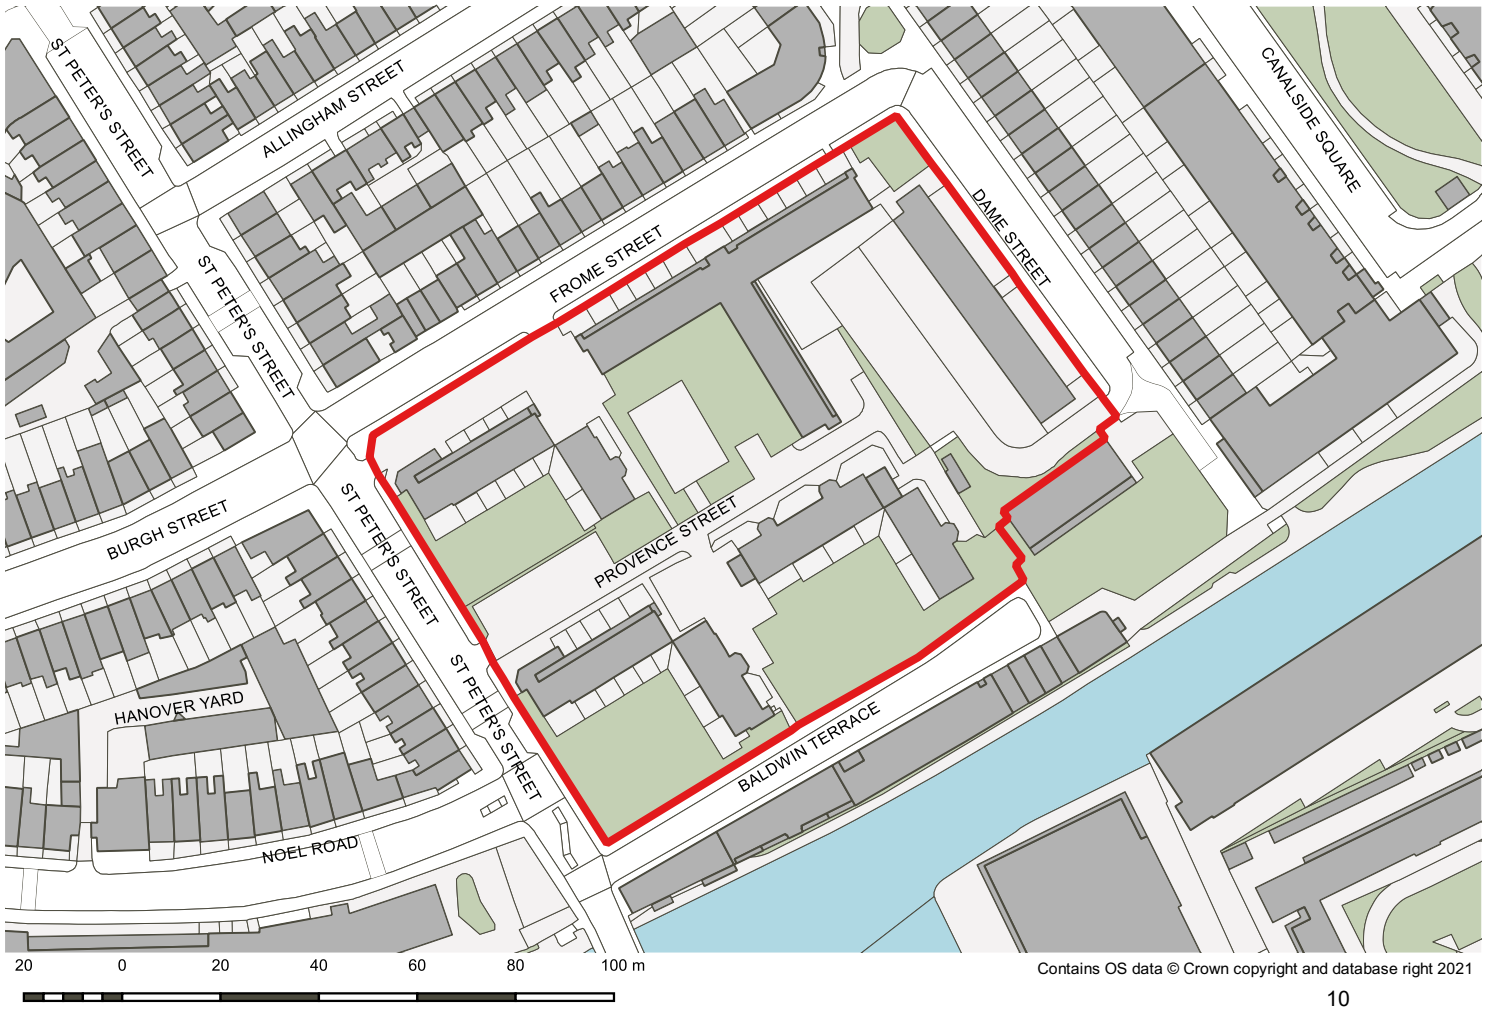 ST PETER'S STREET
ALLINGHAM STREET
CANALSIDE SQUARE
DAME STREET
FROME STREET
ST PETER'S STREET
BURGH STREET
ST PETER'S STREET
PROVENCE STREET
ST PETER'S STREET
HANOVER YARD
BALDWIN TERRACE
NOEL ROAD
20 0 20 40 60 80 100 m
Contains OS data © Crown copyright and database right 2021
10